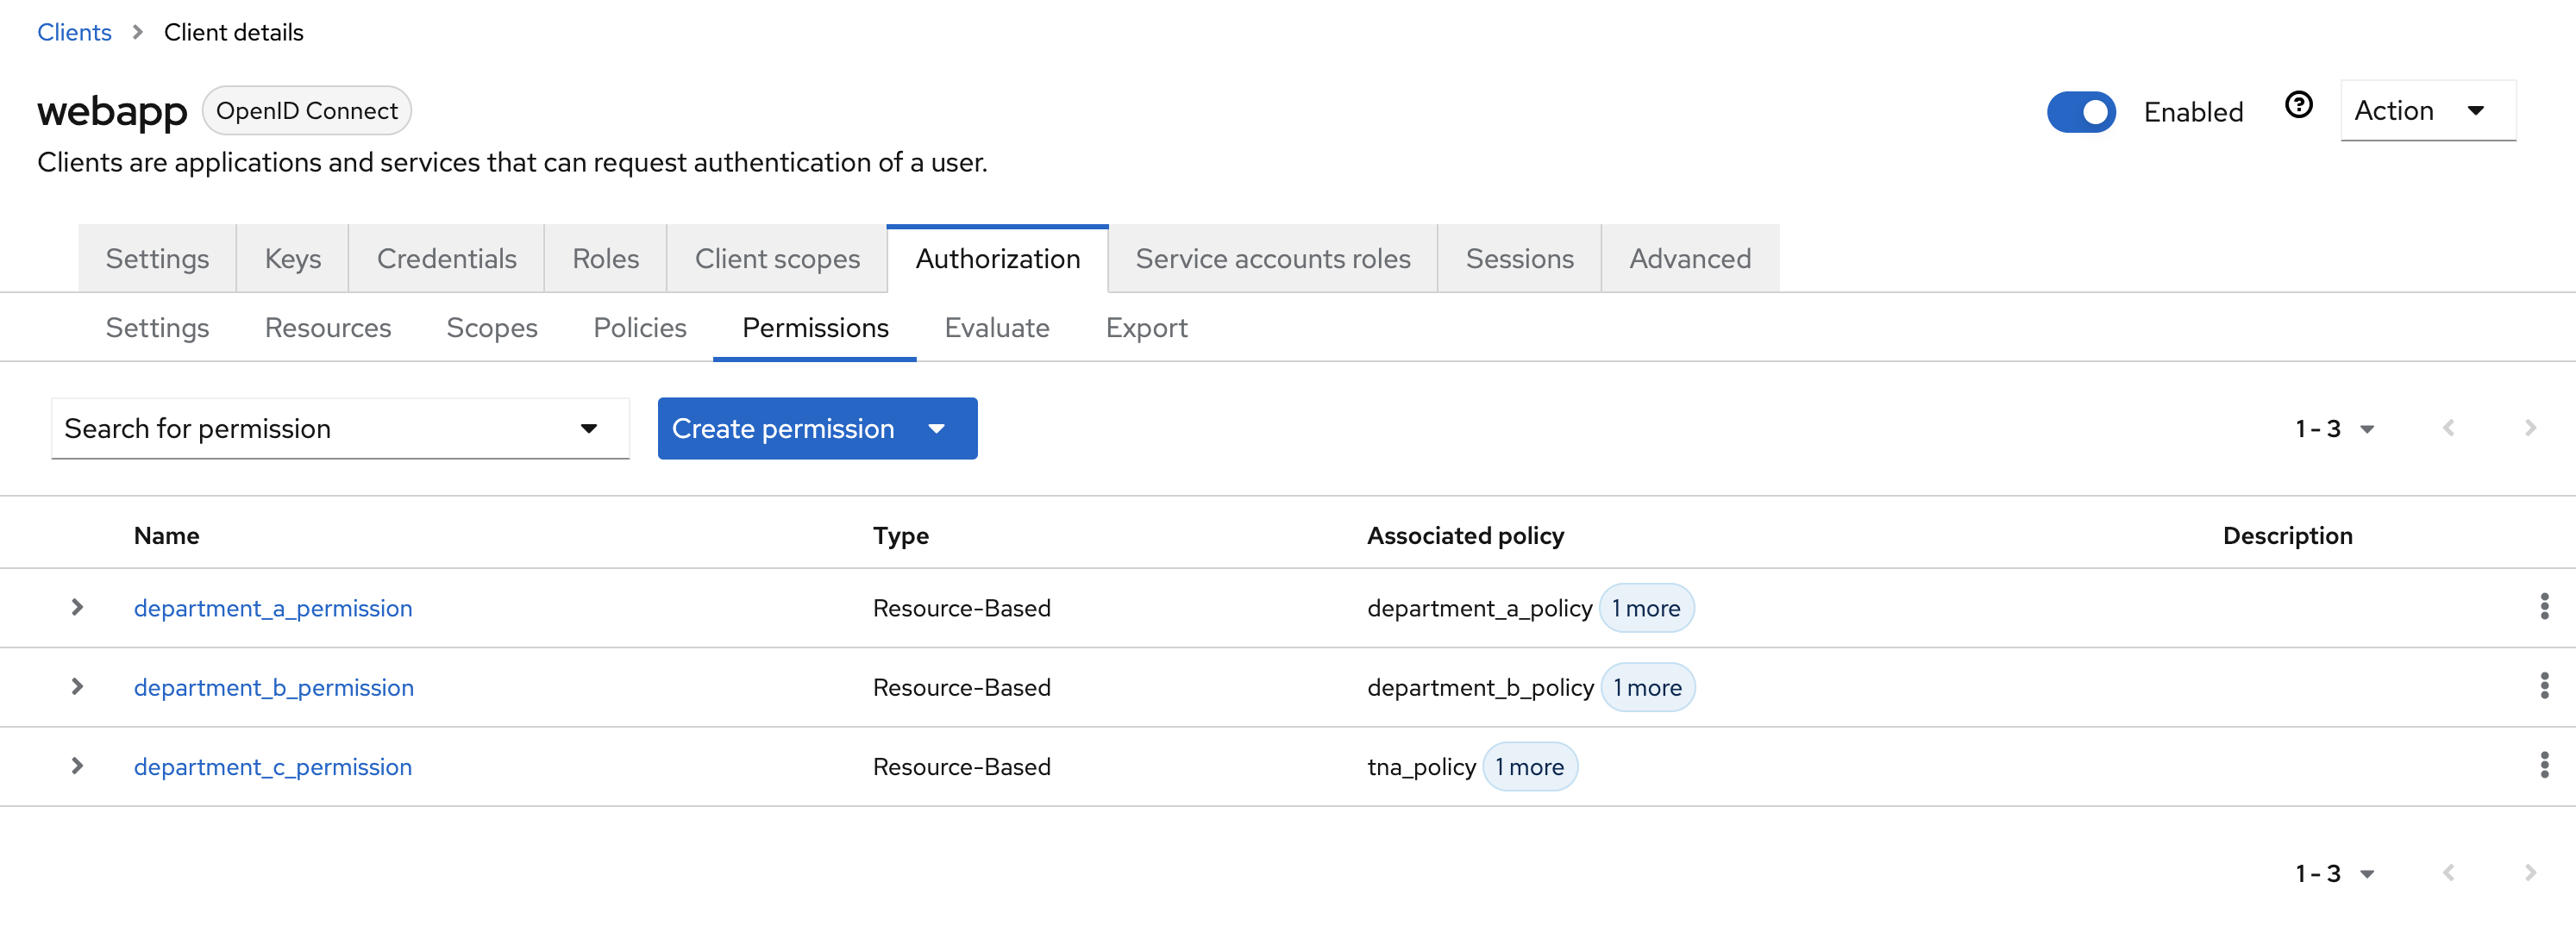 Clients > Client details
webapp OpenID Connect Enabled Action
Clients are applications and services that can request authentication of a user.
Settings Keys Credentials Roles Client scopes Authorization Service accounts roles Sessions Advanced
Settings Resources Scopes Policies Permissions Evaluate Export
Search for permission Create permission 1 - 3
Name Type Associated policy Description
department_a_permission Resource-Based department_a_policy 1 more
department_b_permission Resource-Based department_b_policy 1 more
department_c_permission Resource-Based tna_policy 1 more
1 - 3